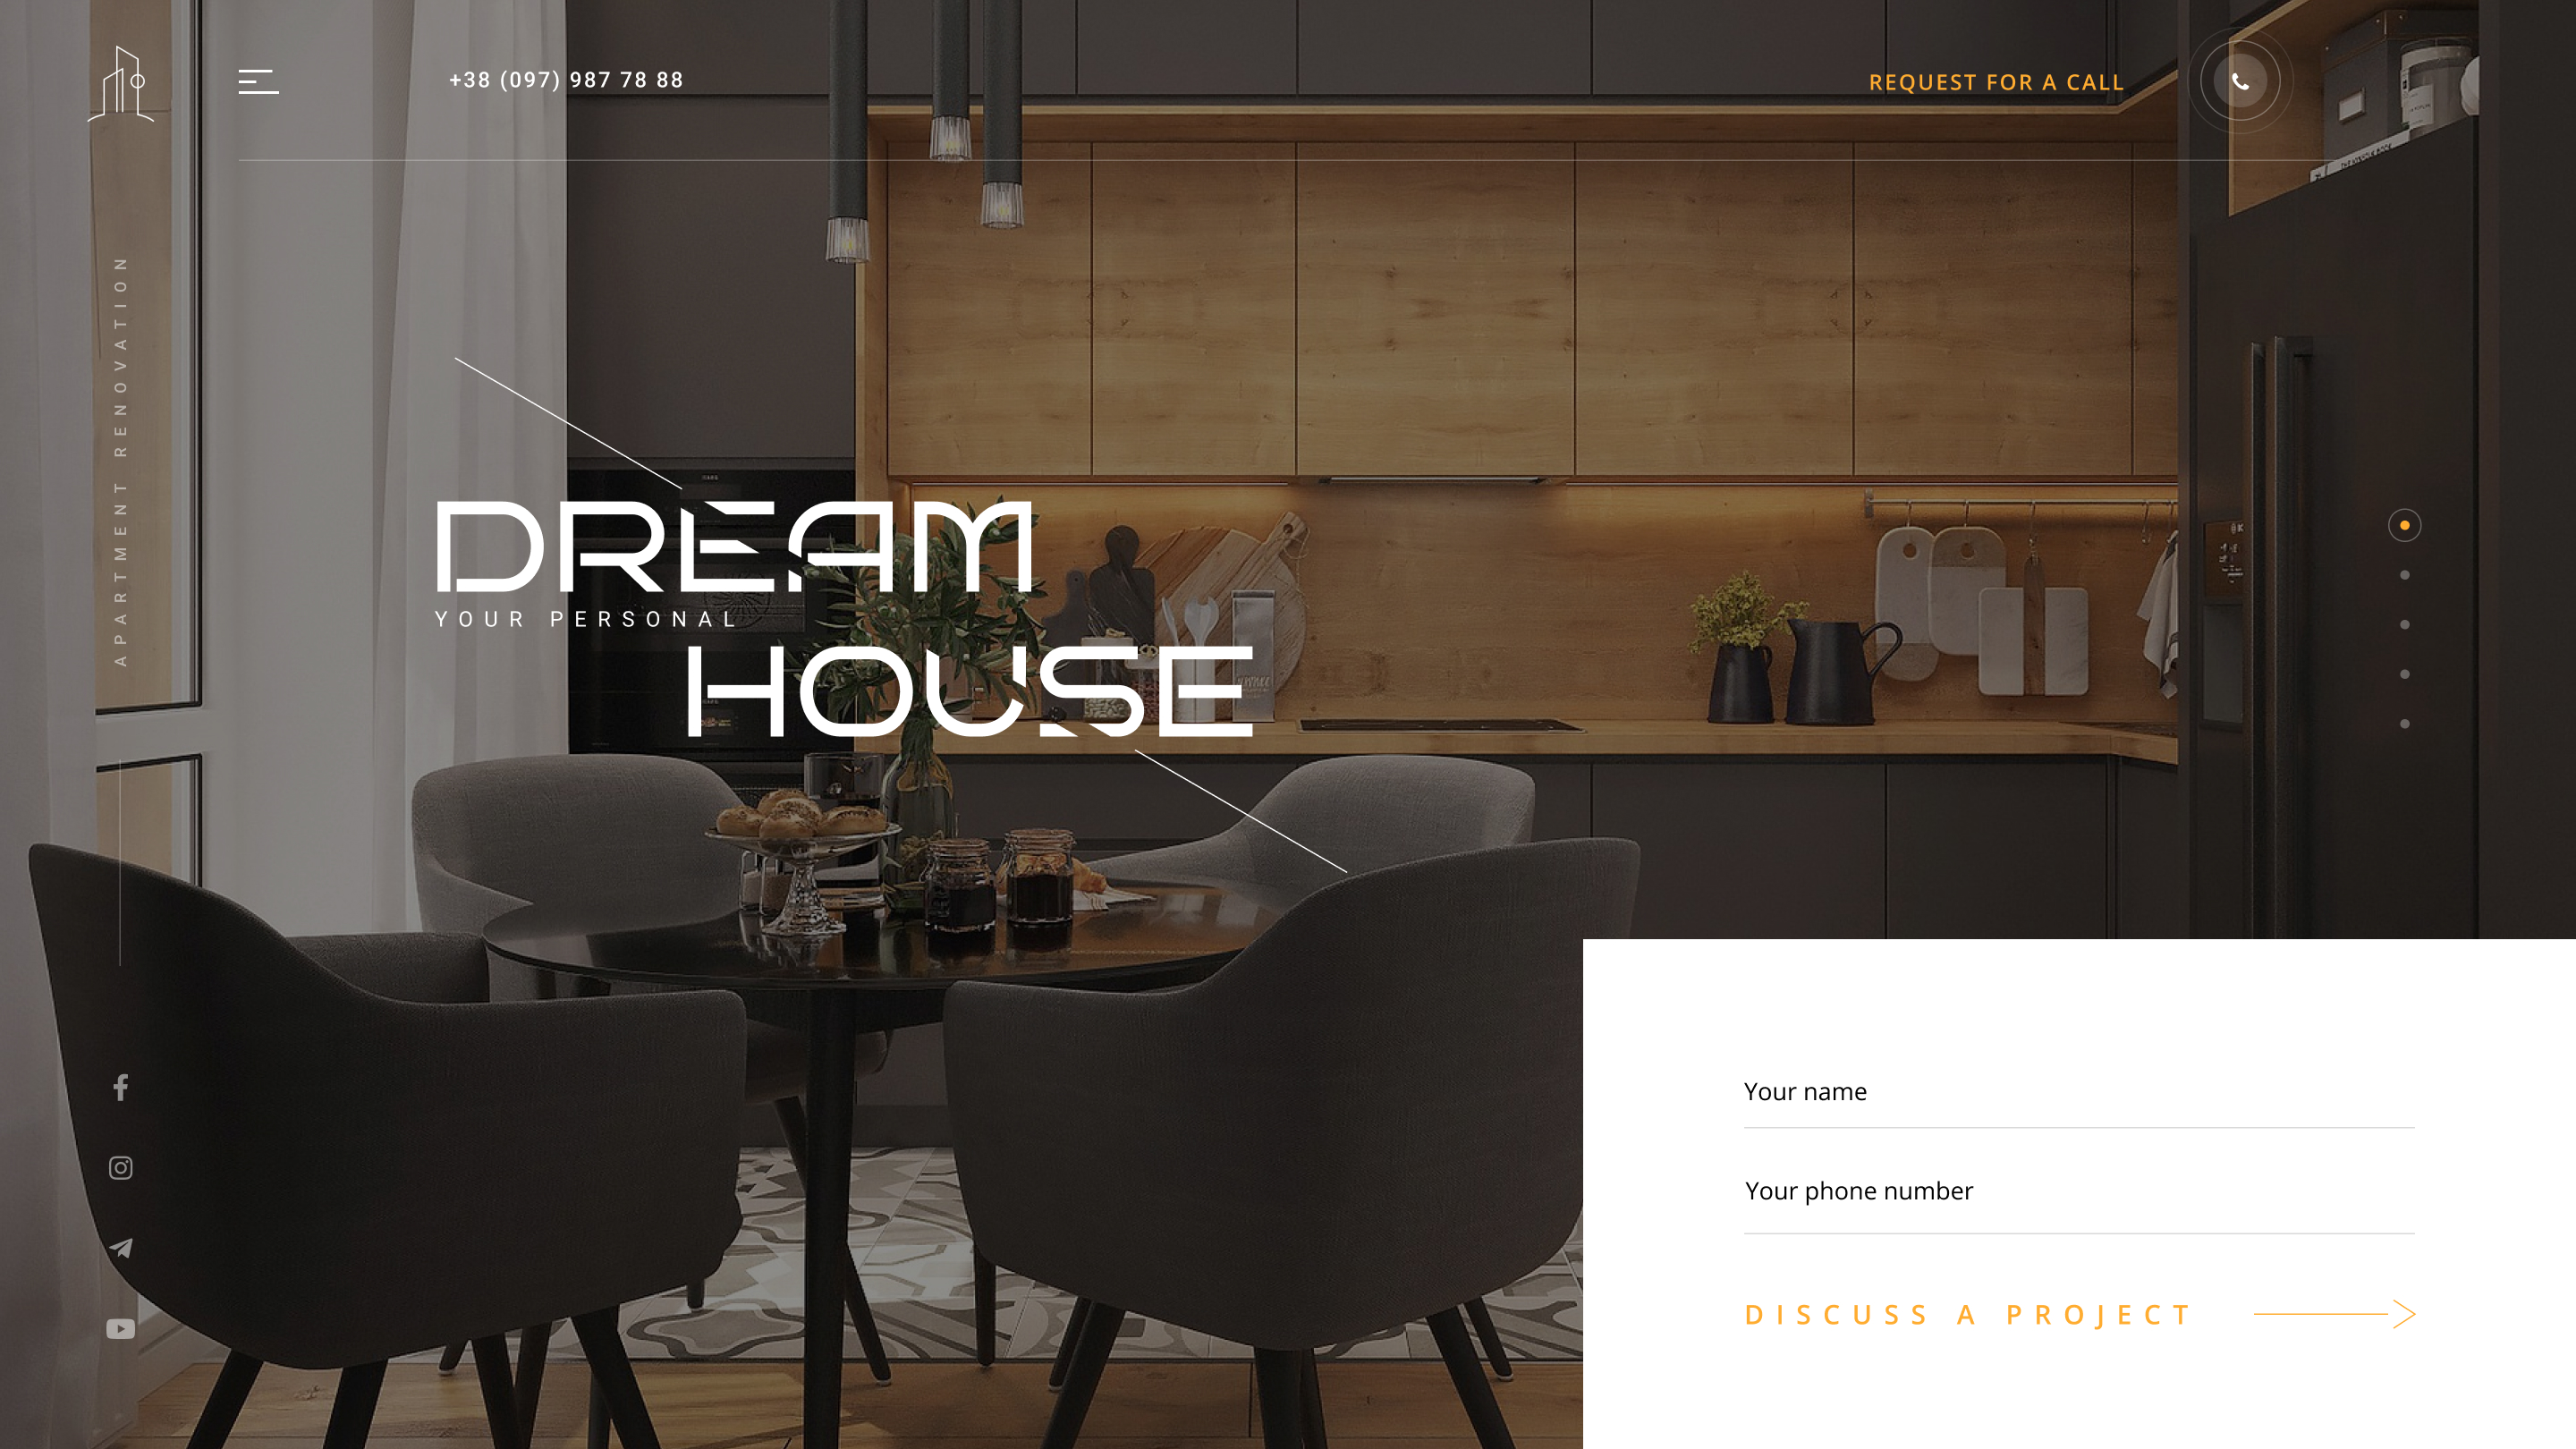 +38 (097) 987 78 88
REQUEST FOR A CALL
APARTMENT RENOVATION
DREAM
YOUR PERSONAL
HOUSE
Your name
Your phone number
DISCUSS A PROJECT